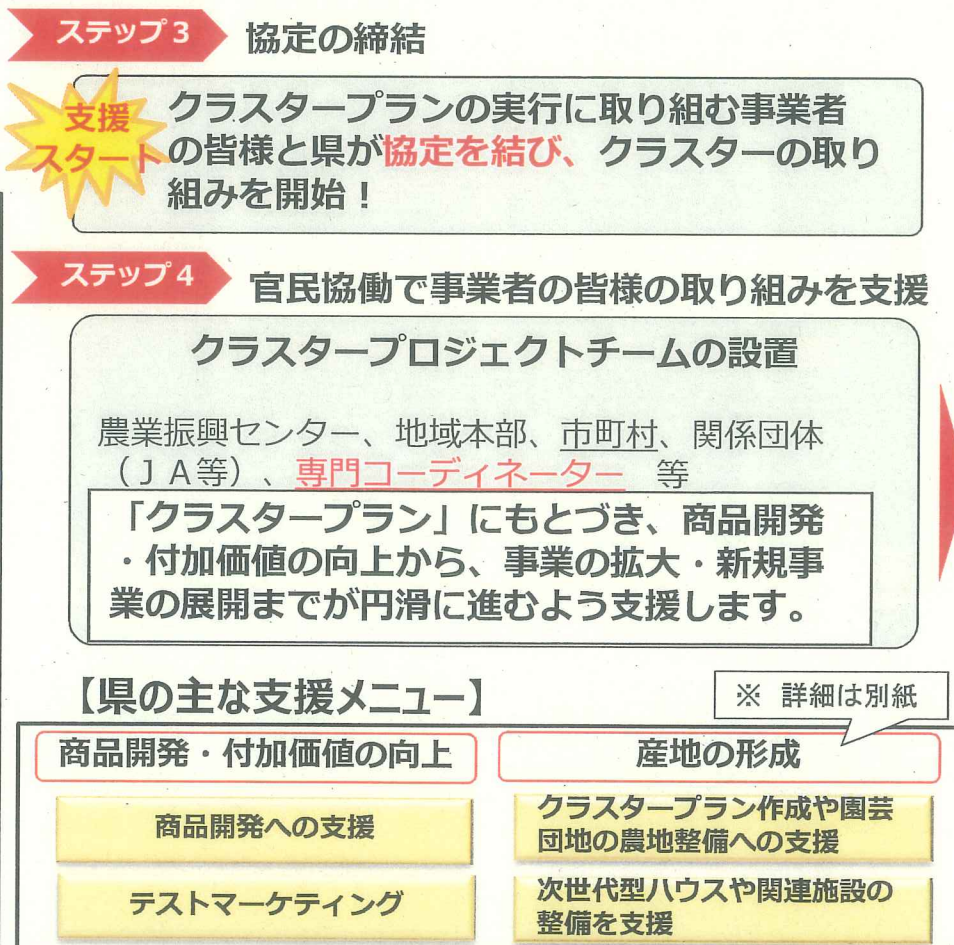 ステップ3
協定の締結
支援
スタート
クラスタープランの実行に取り組む事業者
の皆様と県が協定を結び、クラスターの取り
組みを開始！
ステップ4
官民協働で事業者の皆様の取り組みを支援
クラスタープロジェクトチームの設置
農業振興センター、地域本部、市町村、関係団体
（ＪＡ等）、専門コーディネーター　等
「クラスタープラン」にもとづき、商品開発
・付加価値の向上から、事業の拡大・新規事
業の展開までが円滑に進むよう支援します。
【県の主な支援メニュー】
※ 詳細は別紙
商品開発・付加価値の向上
商品開発への支援
テストマーケティング
産地の形成
クラスタープラン作成や園芸
団地の農地整備への支援
次世代型ハウスや関連施設の
整備を支援